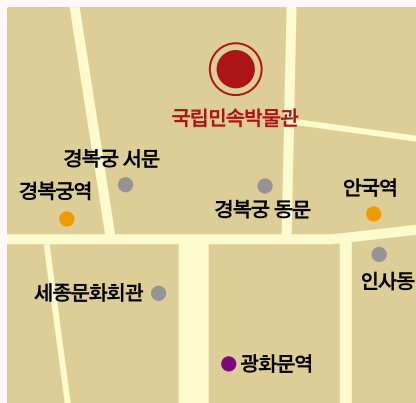 국립민속박물관
경복궁 서문
경복궁역
안국역
경복궁 동문
인사동
세종문화회관
광화문역